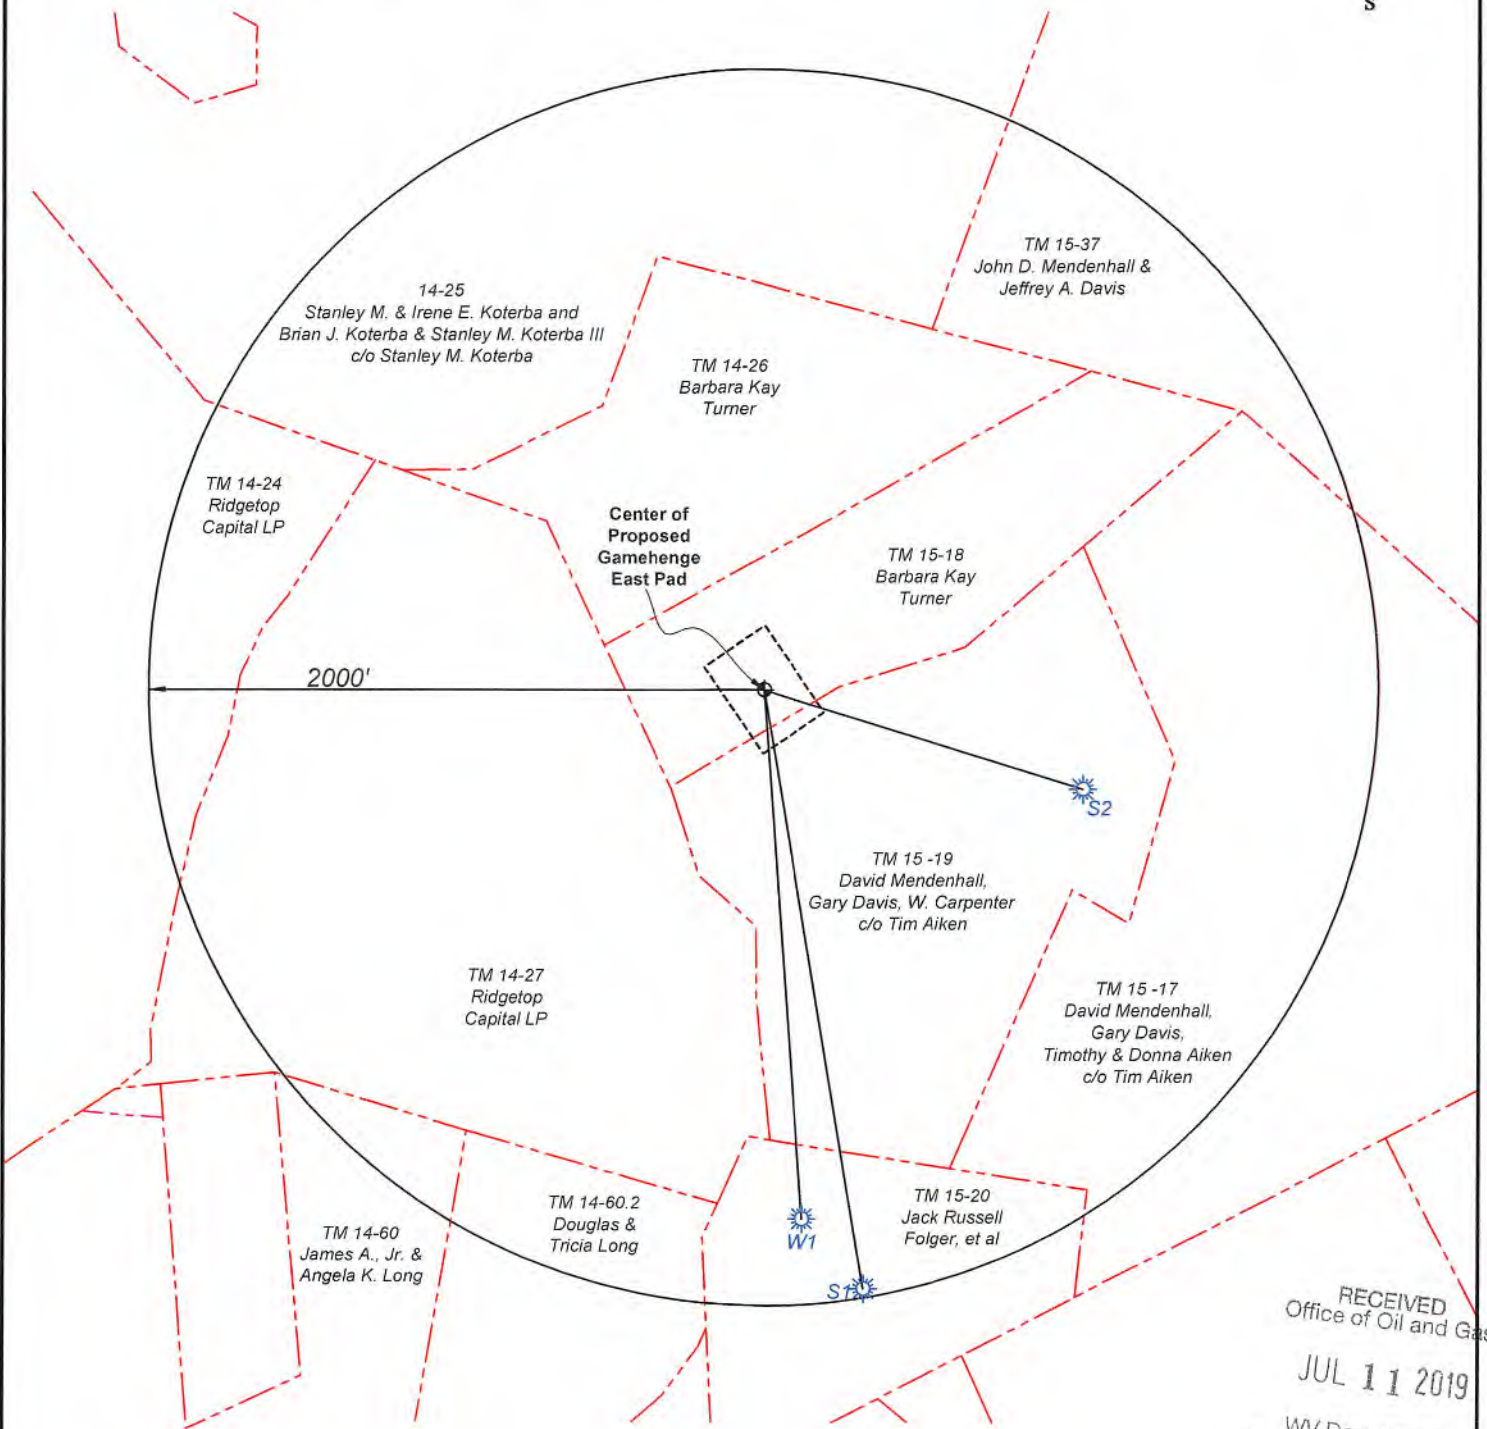 S
TM 15-37
John D. Mendenhall &
Jeffrey A. Davis
14-25
Stanley M. & Irene E. Koterba and
Brian J. Koterba & Stanley M. Koterba III
c/o Stanley M. Koterba
TM 14-26
Barbara Kay
Turner
TM 14-24
Ridgetop
Capital LP
Center of
Proposed
Gamehenge
East Pad
TM 15-18
Barbara Kay
Turner
2000'
S2
TM 15 -19
David Mendenhall,
Gary Davis, W. Carpenter
c/o Tim Aiken
TM 14-27
Ridgetop
Capital LP
TM 15 -17
David Mendenhall,
Gary Davis,
Timothy & Donna Aiken
c/o Tim Aiken
TM 14-60.2
Douglas &
Tricia Long
TM 15-20
Jack Russell
Folger, et al
TM 14-60
James A., Jr. &
Angela K. Long
W1
S1
RECEIVED
Office of Oil and Gas
JUL 11 2019